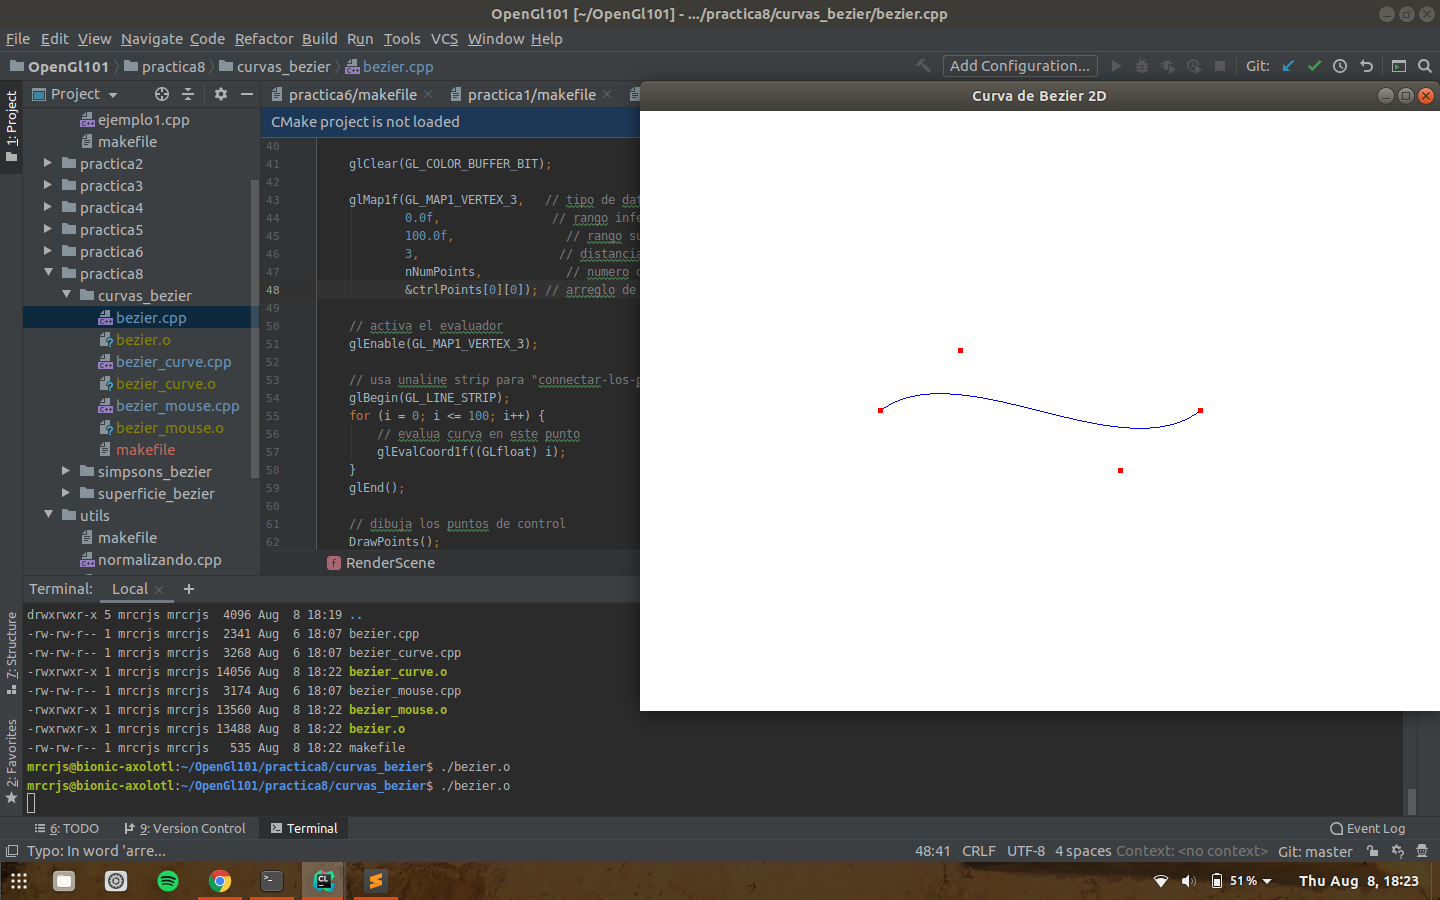 OpenGl101 [~/OpenGl101] - .../practica8/curvas_bezier/bezier.cpp
File Edit View Navigate Code Refactor Build Run Tools VCS Window Help
OpenGl101 practica8 curvas_bezier bezier.cpp Add Configuration... Git:
1: Project
Project
practica6/makefile
practica1/makefile
CMake project is not loaded
ejemplo1.cpp
makefile
practica2
practica3
practica4
practica5
practica6
practica8
curvas_bezier
bezier.cpp
bezier.o
bezier_curve.cpp
bezier_curve.o
bezier_mouse.cpp
bezier_mouse.o
makefile
simpsons_bezier
superficie_bezier
utils
makefile
normalizando.cpp
40
41 glClear(GL_COLOR_BUFFER_BIT);
42
43 glMap1f(GL_MAP1_VERTEX_3, // tipo de dat
44 0.0f, // rango infe
45 100.0f, // rango su
46 3, // distancia
47 nNumPoints, // numero d
48 &ctrlPoints[0][0]); // arreglo de
49
50 // activa el evaluador
51 glEnable(GL_MAP1_VERTEX_3);
52
53 // usa unaline strip para "connectar-los-p
54 glBegin(GL_LINE_STRIP);
55 for (i = 0; i <= 100; i++) {
56 // evalua curva en este punto
57 glEvalCoord1f((GLfloat) i);
58 }
59 glEnd();
60
61 // dibuja los puntos de control
62 DrawPoints();
f RenderScene
Curva de Bezier 2D
Terminal: Local +
7: Structure
2: Favorites
drwxrwxr-x 5 mrcrjs mrcrjs 4096 Aug 8 18:19 ..
-rw-rw-r-- 1 mrcrjs mrcrjs 2341 Aug 6 18:07 bezier.cpp
-rw-rw-r-- 1 mrcrjs mrcrjs 3268 Aug 6 18:07 bezier_curve.cpp
-rwxrwxr-x 1 mrcrjs mrcrjs 14056 Aug 8 18:22 bezier_curve.o
-rw-rw-r-- 1 mrcrjs mrcrjs 3174 Aug 6 18:07 bezier_mouse.cpp
-rwxrwxr-x 1 mrcrjs mrcrjs 13560 Aug 8 18:22 bezier_mouse.o
-rwxrwxr-x 1 mrcrjs mrcrjs 13488 Aug 8 18:22 bezier.o
-rw-rw-r-- 1 mrcrjs mrcrjs 535 Aug 8 18:22 makefile
mrcrjs@bionic-axolotl:~/OpenGl101/practica8/curvas_bezier$ ./bezier.o
mrcrjs@bionic-axolotl:~/OpenGl101/practica8/curvas_bezier$ ./bezier.o
6: TODO 9: Version Control Terminal Event Log
Typo: In word 'arre... 48:41 CRLF UTF-8 4 spaces Context: <no context> Git: master
51% Thu Aug 8, 18:23